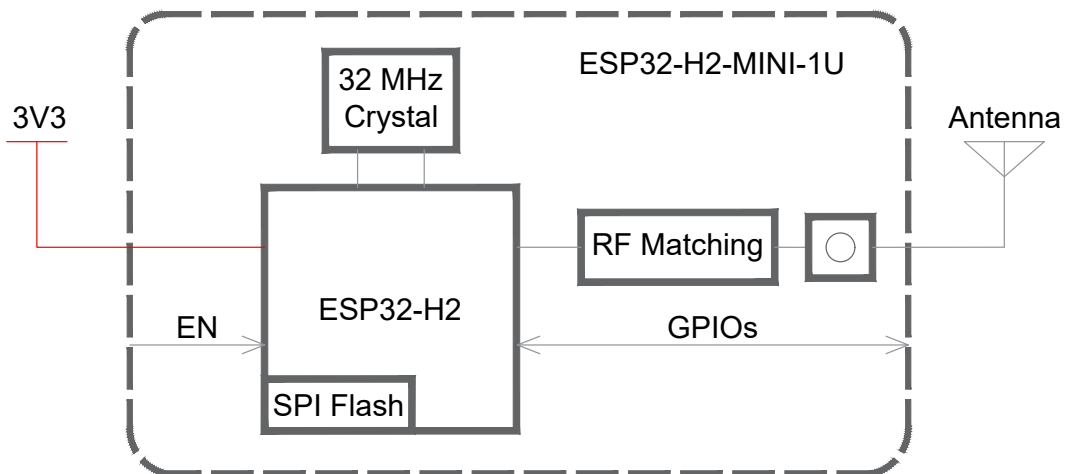 ESP32-H2-MINI-1U
32 MHz
Crystal
3V3
Antenna
RF Matching
ESP32-H2
EN
GPIOs
SPI Flash